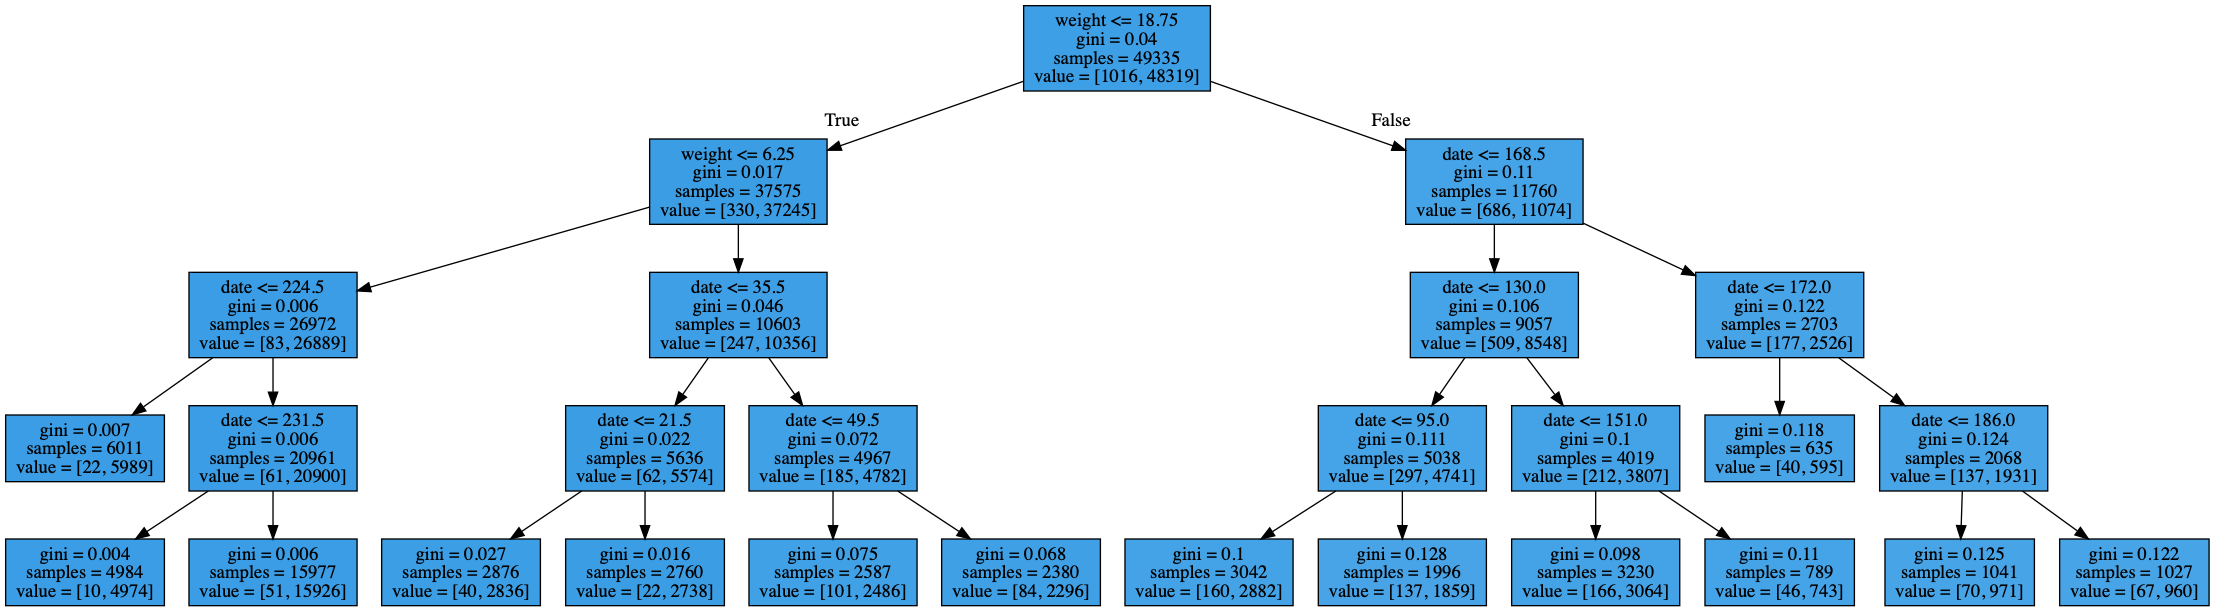 weight <= 18.75
gini = 0.04
samples = 49335
value = [1016, 48319]
True
False
weight <= 6.25
gini = 0.017
samples = 37575
value = [330, 37245]
date <= 168.5
gini = 0.11
samples = 11760
value = [686, 11074]
date <= 224.5
gini = 0.006
samples = 26972
value = [83, 26889]
date <= 35.5
gini = 0.046
samples = 10603
value = [247, 10356]
date <= 130.0
gini = 0.106
samples = 9057
value = [509, 8548]
date <= 172.0
gini = 0.122
samples = 2703
value = [177, 2526]
gini = 0.007
samples = 6011
value = [22, 5989]
date <= 231.5
gini = 0.006
samples = 20961
value = [61, 20900]
date <= 21.5
gini = 0.022
samples = 5636
value = [62, 5574]
date <= 49.5
gini = 0.072
samples = 4967
value = [185, 4782]
date <= 95.0
gini = 0.111
samples = 5038
value = [297, 4741]
date <= 151.0
gini = 0.1
samples = 4019
value = [212, 3807]
gini = 0.118
samples = 635
value = [40, 595]
date <= 186.0
gini = 0.124
samples = 2068
value = [137, 1931]
gini = 0.004
samples = 4984
value = [10, 4974]
gini = 0.006
samples = 15977
value = [51, 15926]
gini = 0.027
samples = 2876
value = [40, 2836]
gini = 0.016
samples = 2760
value = [22, 2738]
gini = 0.075
samples = 2587
value = [101, 2486]
gini = 0.068
samples = 2380
value = [84, 2296]
gini = 0.1
samples = 3042
value = [160, 2882]
gini = 0.128
samples = 1996
value = [137, 1859]
gini = 0.098
samples = 3230
value = [166, 3064]
gini = 0.11
samples = 789
value = [46, 743]
gini = 0.125
samples = 1041
value = [70, 971]
gini = 0.122
samples = 1027
value = [67, 960]